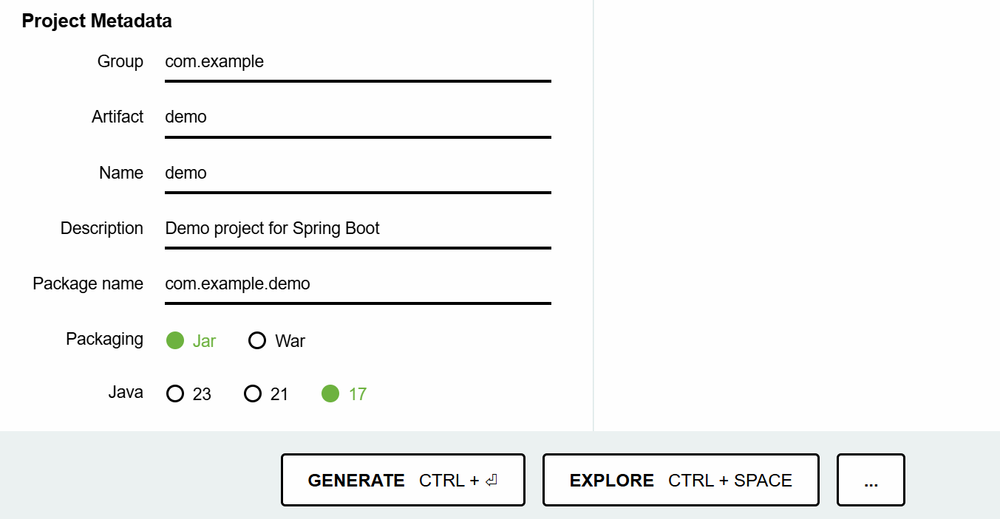 Project Metadata
Group com.example
Artifact demo
Name demo
Description Demo project for Spring Boot
Package name com.example.demo
Packaging Jar War
Java 23 21 17
GENERATE CTRL + ⏎ EXPLORE CTRL + SPACE ...